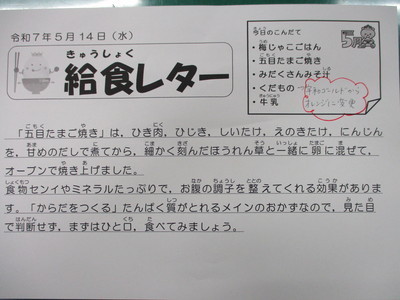 令和7年5月14日（水）
きゅうしょく
給食レター
今日のこんだて
・梅じゃこごはん
・五目たまご焼き
・みだくさんみそ汁
・くだもの
・牛乳
5月
オレンジに変更
「五目たまご焼き」は，ひき肉，ひじき，しいたけ，えのきたけ，にんじん
を，甘めのだしで煮てから，細かく刻んだほうれん草と一緒に卵に混ぜて，
オーブンで焼き上げました。
食物センイやミネラルたっぷりで，お腹の調子を整えてくれる効果がありま
す。「からだをつくる」たんぱく質がとれるメインのおかずなので，見た目
で判断せず，まずはひと口，食べてみましょう。